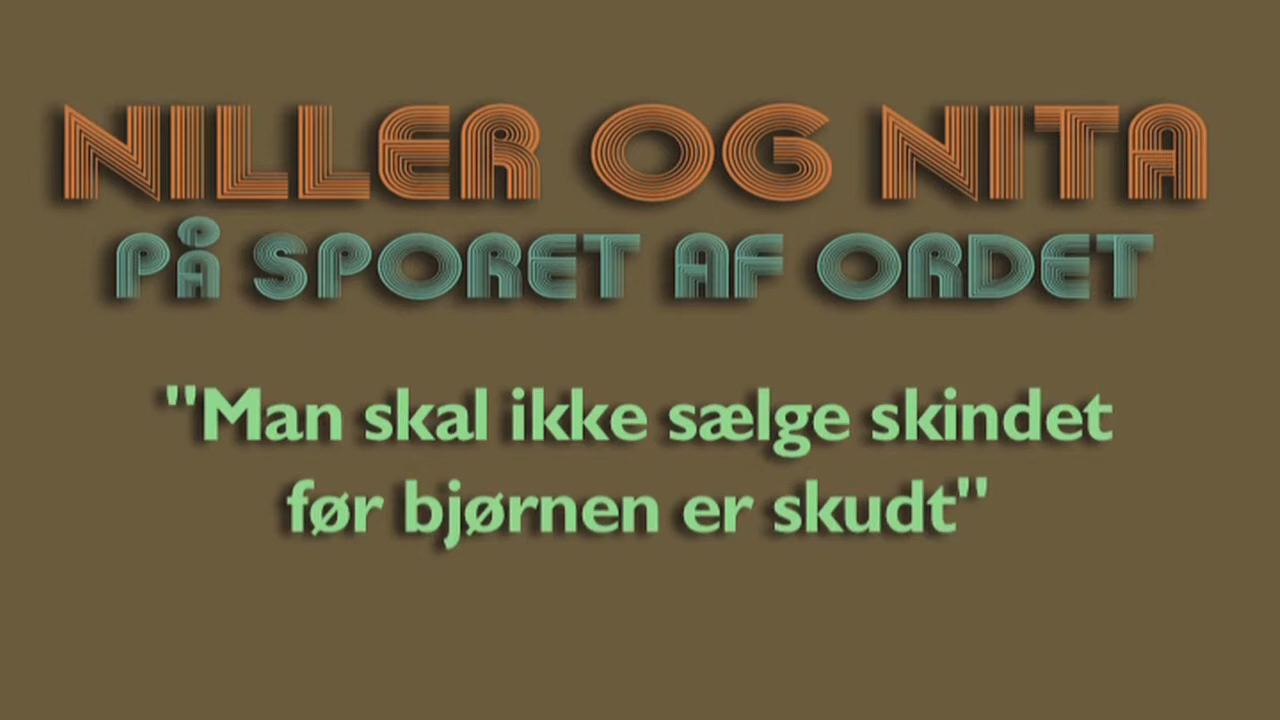 NILLER OG NITA
PÅ SPORET AF ORDET
"Man skal ikke sælge skindet
før bjørnen er skudt"